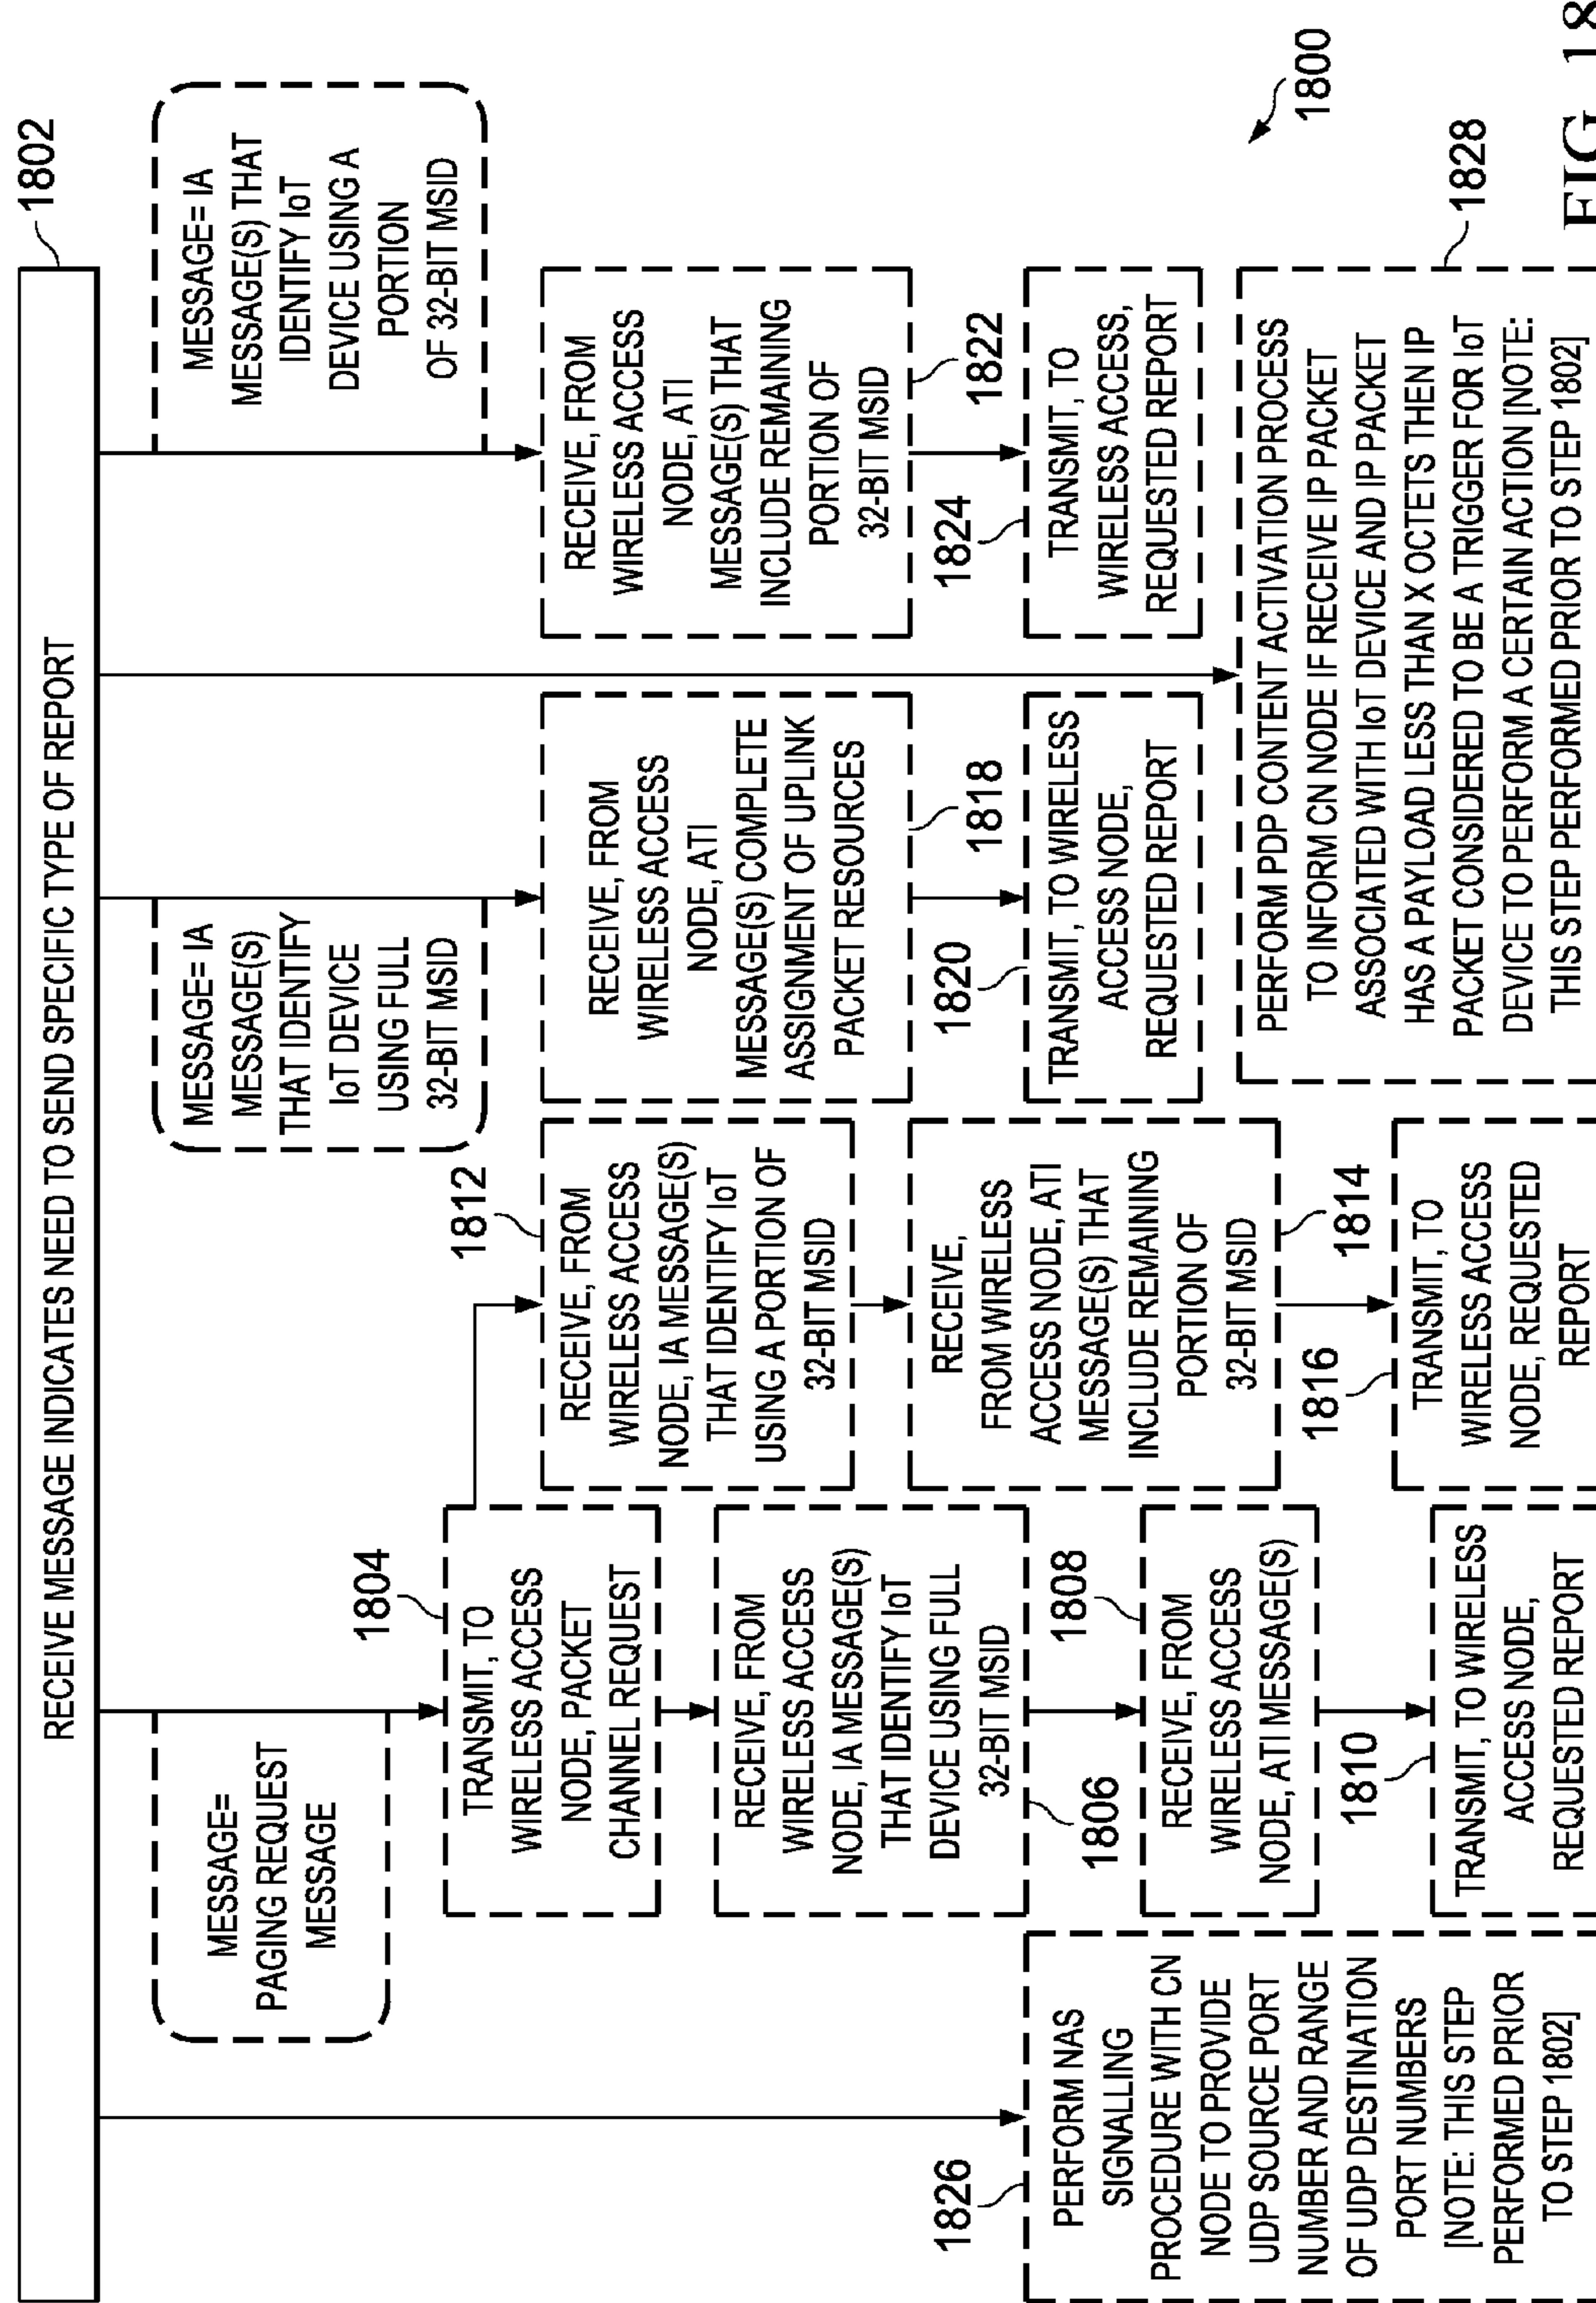 RECEIVE MESSAGE INDICATES NEED TO SEND SPECIFIC TYPE OF REPORT
1802
MESSAGE=
PAGING REQUEST
MESSAGE
MESSAGE= IA
MESSAGE(S)
THAT IDENTIFY
IoT DEVICE
USING FULL
32-BIT MSID
MESSAGE= IA
MESSAGE(S) THAT
IDENTIFY IoT
DEVICE USING A
PORTION
OF 32-BIT MSID
1826
PERFORM NAS
SIGNALLING
PROCEDURE WITH CN
NODE TO PROVIDE
UDP SOURCE PORT
NUMBER AND RANGE
OF UDP DESTINATION
PORT NUMBERS
[NOTE: THIS STEP
PERFORMED PRIOR
TO STEP 1802]
1804
TRANSMIT, TO
WIRELESS ACCESS
NODE, PACKET
CHANNEL REQUEST
RECEIVE, FROM
WIRELESS ACCESS
NODE, IA MESSAGE(S)
THAT IDENTIFY IoT
DEVICE USING FULL
32-BIT MSID
1806
1808
RECEIVE, FROM
WIRELESS ACCESS
NODE, ATI MESSAGE(S)
1810
TRANSMIT, TO WIRELESS
ACCESS NODE,
REQUESTED REPORT
1812
RECEIVE, FROM
WIRELESS ACCESS
NODE, IA MESSAGE(S)
THAT IDENTIFY IoT
USING A PORTION OF
32-BIT MSID
RECEIVE,
FROM WIRELESS
ACCESS NODE, ATI
MESSAGE(S) THAT
INCLUDE REMAINING
PORTION OF
32-BIT MSID
1814
1816
TRANSMIT, TO
WIRELESS ACCESS
NODE, REQUESTED
REPORT
RECEIVE, FROM
WIRELESS ACCESS
NODE, ATI
MESSAGE(S) COMPLETE
ASSIGNMENT OF UPLINK
PACKET RESOURCES
1818
1820
TRANSMIT, TO WIRELESS
ACCESS NODE,
REQUESTED REPORT
RECEIVE, FROM
WIRELESS ACCESS
NODE, ATI
MESSAGE(S) THAT
INCLUDE REMAINING
PORTION OF
32-BIT MSID
1822
1824
TRANSMIT, TO
WIRELESS ACCESS,
REQUESTED REPORT
PERFORM PDP CONTENT ACTIVATION PROCESS
TO INFORM CN NODE IF RECEIVE IP PACKET
ASSOCIATED WITH IoT DEVICE AND IP PACKET
HAS A PAYLOAD LESS THAN X OCTETS THEN IP
PACKET CONSIDERED TO BE A TRIGGER FOR IoT
DEVICE TO PERFORM A CERTAIN ACTION [NOTE:
THIS STEP PERFORMED PRIOR TO STEP 1802]
1828
1800
FIG. 18